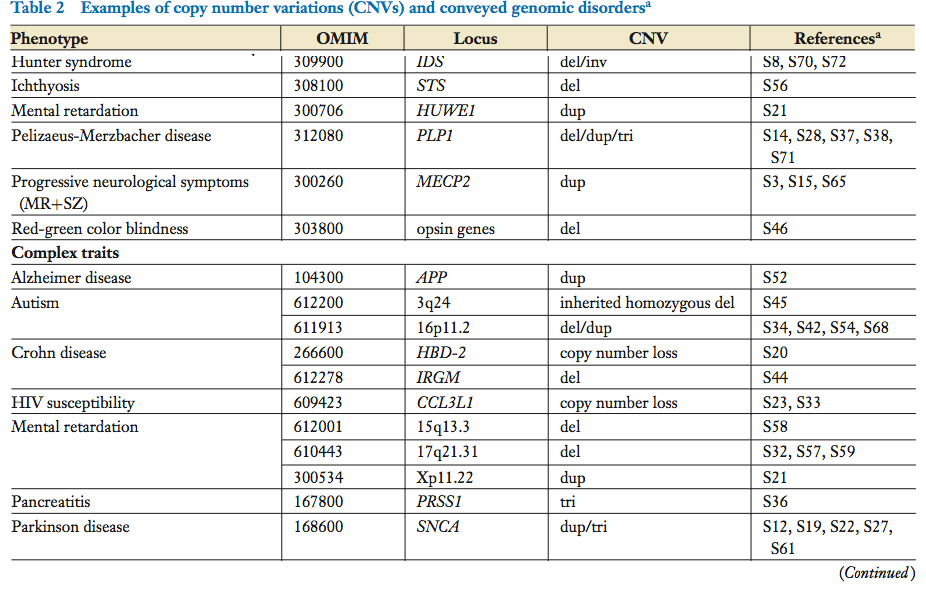 Table 2 Examples of copy number variations (CNVs) and conveyed genomic disordersa
Phenotype OMIM Locus CNV Referencesa
Hunter syndrome 309900 IDS del/inv S8, S70, S72
Ichthyosis 308100 STS del S56
Mental retardation 300706 HUWE1 dup S21
Pelizaeus-Merzbacher disease 312080 PLP1 del/dup/tri S14, S28, S37, S38,
S71
Progressive neurological symptoms 300260 MECP2 dup S3, S15, S65
(MR+SZ)
Red-green color blindness 303800 opsin genes del S46
Complex traits
Alzheimer disease 104300 APP dup S52
Autism 612200 3q24 inherited homozygous del S45
611913 16p11.2 del/dup S34, S42, S54, S68
Crohn disease 266600 HBD-2 copy number loss S20
612278 IRGM del S44
HIV susceptibility 609423 CCL3L1 copy number loss S23, S33
Mental retardation 612001 15q13.3 del S58
610443 17q21.31 del S32, S57, S59
300534 Xp11.22 dup S21
Pancreatitis 167800 PRSS1 tri S36
Parkinson disease 168600 SNCA dup/tri S12, S19, S22, S27,
S61
(Continued)